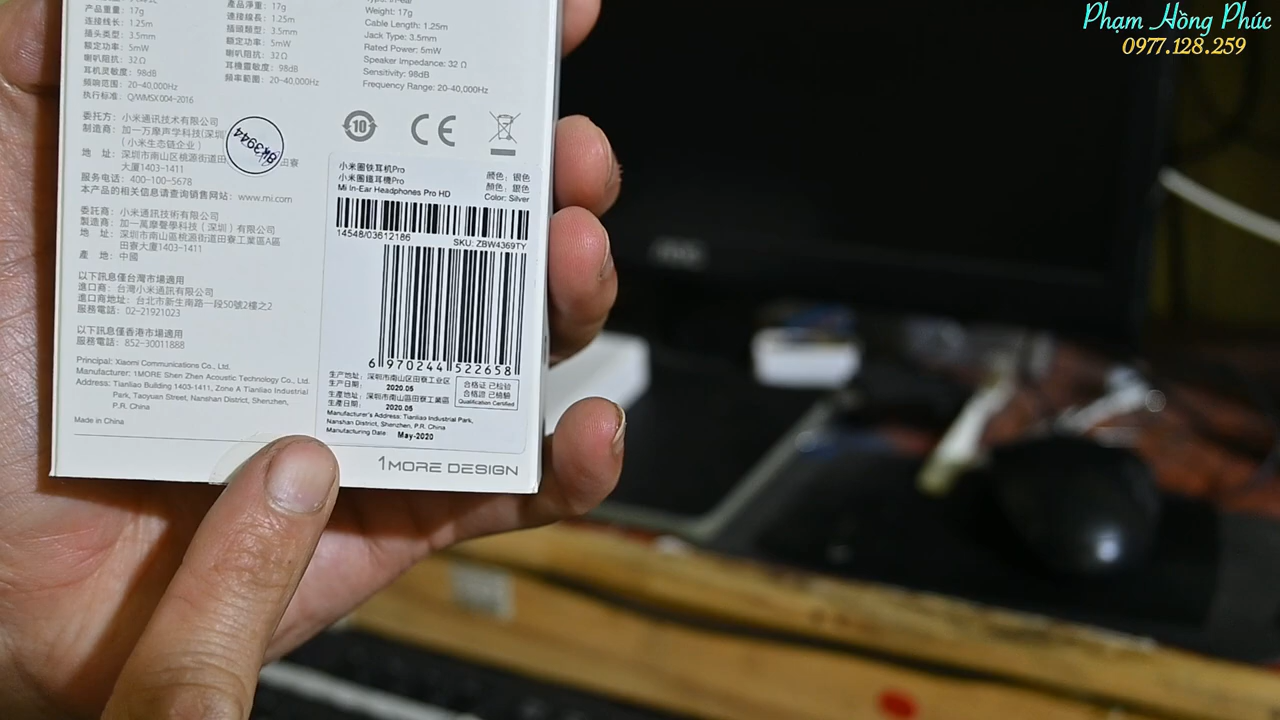 Phạm Hồng Phúc
0977.128.259
产品重量：17g
连接线长：1.25m
插头类型：3.5mm
额定功率：5mW
喇叭阻抗：32Ω
耳机灵敏度：98dB
频响范围：20-40,000Hz
执行标准：Q/WMSX004-2016
產品淨重：17g
連接線長：1.25m
插頭類型：3.5mm
額定功率：5mW
喇叭阻抗：32Ω
耳機靈敏度：98dB
頻率範圍：20-40,000Hz
Weight: 17g
Cable Length: 1.25m
Jack Type: 3.5mm
Rated Power: 5mW
Speaker Impedance: 32 Ω
Sensitivity: 98dB
Frequency Range: 20-40,000Hz
委托方：小米通讯技术有限公司
制造商：加一万摩声学科技(深圳
（小米生态链企业）
地 址：深圳市南山区桃源街道田 田寮
大厦1403-1411
服务电话：400-100-5678
本产品的相关信息请查询销售网站：www.mi.com
委託商：小米通訊技術有限公司
製造商：加一萬摩聲學科技（深圳）有限公司
地 址：深圳市南山區桃源街道田寮工業區A區
田寮大廈1403-1411
產 地：中國
以下訊息僅台灣市場適用
進口商：台灣小米通訊有限公司
進口商地址：台北市新生南路一段50號2樓之2
服務電話：02-21921023
以下訊息僅香港市場適用
服務電話：852-30011888
Principal: Xiaomi Communications Co., Ltd.
Manufacturer: 1MORE Shen Zhen Acoustic Technology Co., Ltd.
Address: Tianliao Building 1403-1411, Zone A Tianliao Industrial
Park, Taoyuan Street, Nanshan District, Shenzhen,
P.R. China
Made in China
10
CE
小米圈铁耳机Pro
小米圈鐵耳機Pro
Mi In-Ear Headphones Pro HD
颜色：银色
顏色：銀色
Color: Silver
14548/03612186
SKU: ZBW4369TY
6 970244 522658
生产地址：深圳市南山区田寮工业区
生产日期： 2020.05
生產地址：深圳市南山區田寮工業區
生產日期： 2020.05
合格证 已检验
合格證 已檢驗
Qualification Certified
Manufacturer's Address: Tianliao Industrial Park,
Nanshan District, Shenzhen, P.R. China
Manufacturing Date: May-2020
1MORE DESIGN